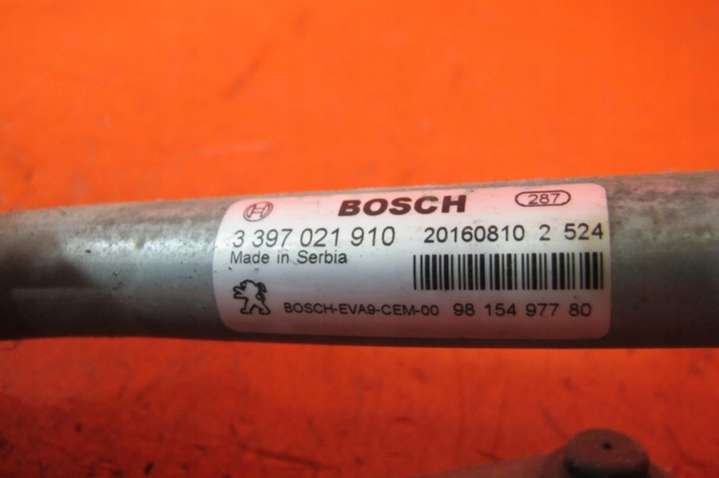 BOSCH 287
3 397 021 910 20160810 2 524
Made in Serbia
BOSCH-EVA9-CEM-00 98 154 977 80